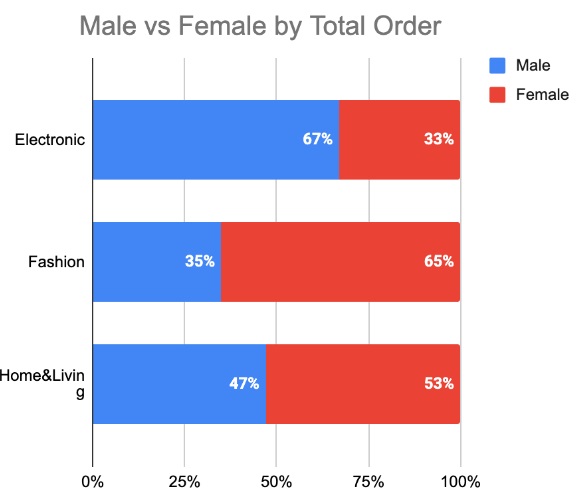 Male vs Female by Total Order
Male
Female
Electronic
67%
33%
Fashion
35%
65%
Home&Livin
g
47%
53%
0%
25%
50%
75%
100%